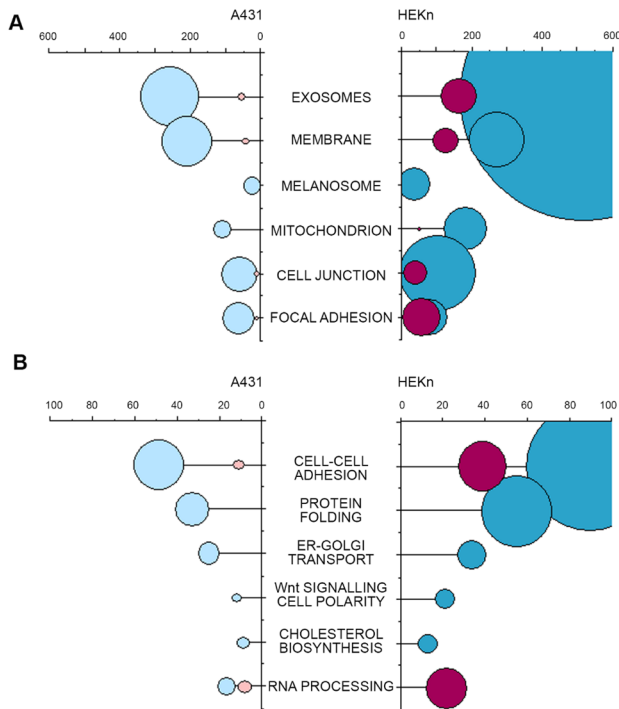 A
A431
HEKn
600 400 200 0
0 200 400 600
EXOSOMES
MEMBRANE
MELANOSOME
MITOCHONDRION
CELL JUNCTION
FOCAL ADHESION
B
A431
HEKn
100 80 60 40 20 0
0 20 40 60 80 100
CELL-CELL
ADHESION
PROTEIN
FOLDING
ER-GOLGI
TRANSPORT
Wnt SIGNALLING
CELL POLARITY
CHOLESTEROL
BIOSYNTHESIS
RNA PROCESSING